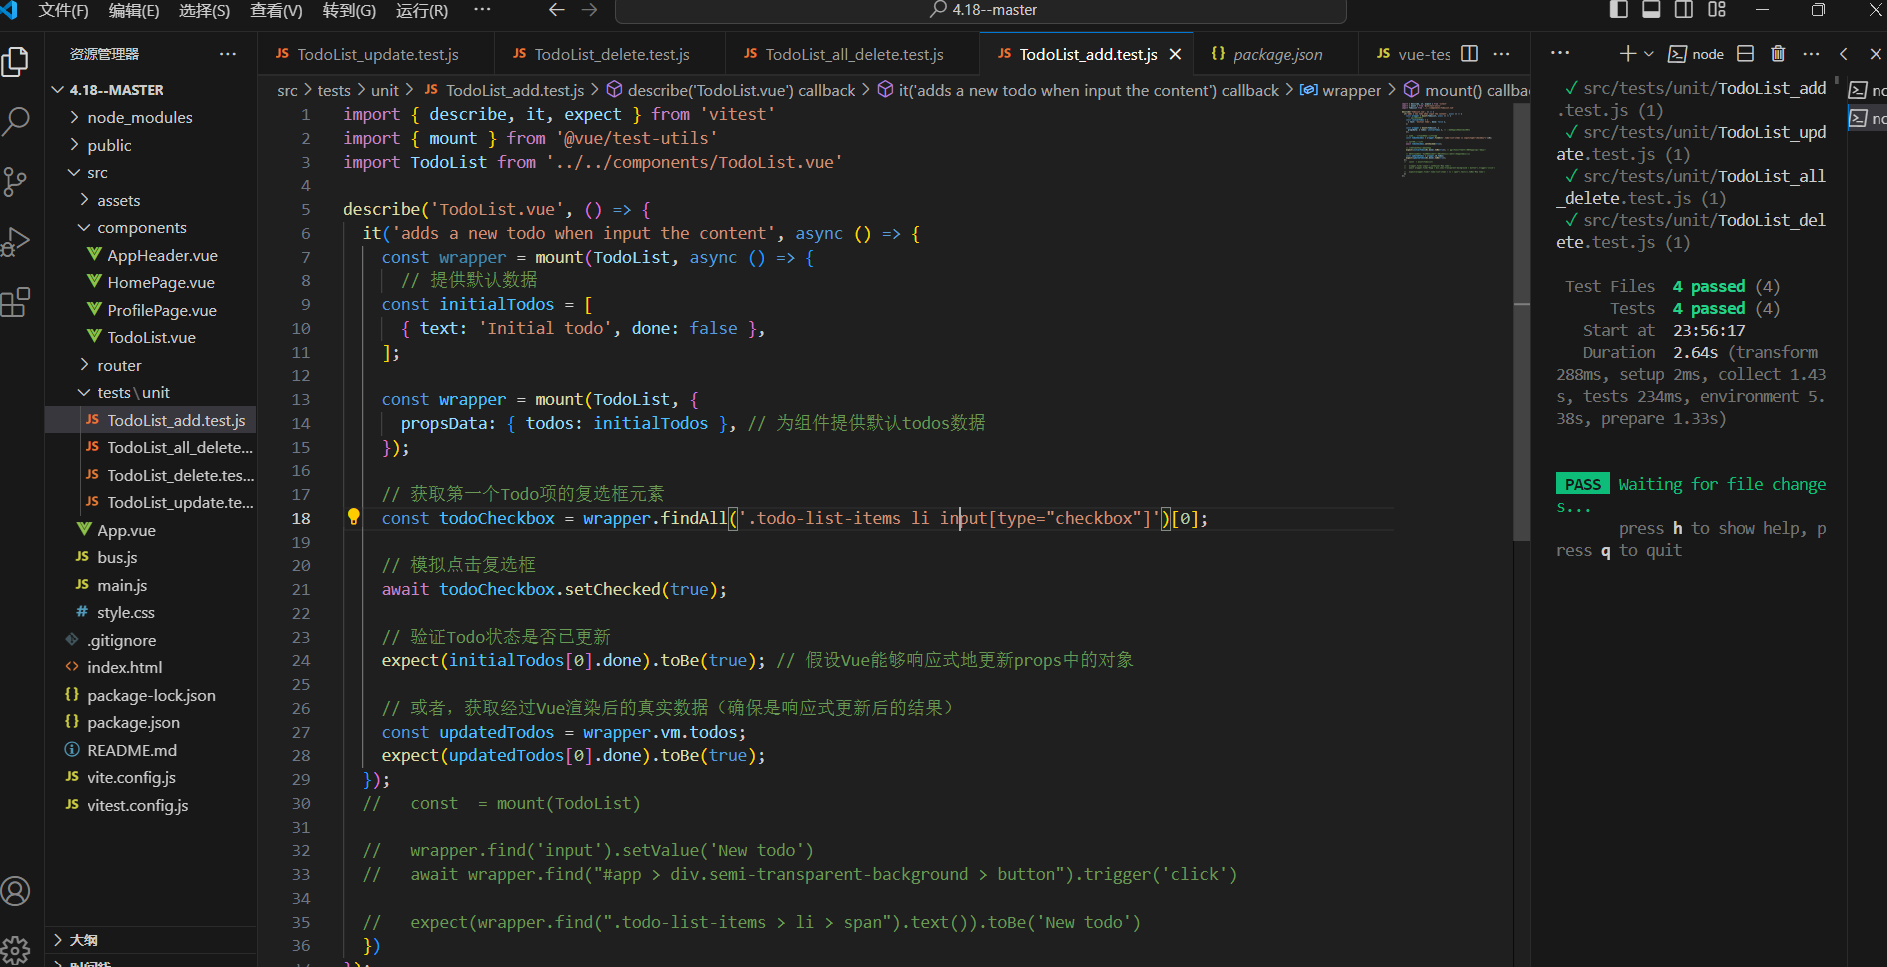 文件(F) 编辑(E) 选择(S) 查看(V) 转到(G) 运行(R) ··· 4.18--master
资源管理器 ···
4.18--MASTER
node_modules
public
src
assets
components
AppHeader.vue
HomePage.vue
ProfilePage.vue
TodoList.vue
router
tests\unit
JS TodoList_add.test.js
JS TodoList_all_delete...
JS TodoList_delete.tes...
JS TodoList_update.te...
App.vue
JS bus.js
JS main.js
# style.css
.gitignore
<> index.html
{} package-lock.json
{} package.json
README.md
JS vite.config.js
JS vitest.config.js
大纲
时间线
JS TodoList_update.test.js JS TodoList_delete.test.js JS TodoList_all_delete.test.js JS TodoList_add.test.js {} package.json JS vue-tes ···
src > tests > unit > JS TodoList_add.test.js > describe('TodoList.vue') callback > it('adds a new todo when input the content') callback > wrapper > mount() callba
1 import { describe, it, expect } from 'vitest'
2 import { mount } from '@vue/test-utils'
3 import TodoList from '../../components/TodoList.vue'
4
5 describe('TodoList.vue', () => {
6 it('adds a new todo when input the content', async () => {
7 const wrapper = mount(TodoList, async () => {
8 // 提供默认数据
9 const initialTodos = [
10 { text: 'Initial todo', done: false },
11 ];
12
13 const wrapper = mount(TodoList, {
14 propsData: { todos: initialTodos }, // 为组件提供默认todos数据
15 });
16
17 // 获取第一个Todo项的复选框元素
18 const todoCheckbox = wrapper.findAll('.todo-list-items li input[type="checkbox"]')[0];
19
20 // 模拟点击复选框
21 await todoCheckbox.setChecked(true);
22
23 // 验证Todo状态是否已更新
24 expect(initialTodos[0].done).toBe(true); // 假设Vue能够响应式地更新props中的对象
25
26 // 或者，获取经过Vue渲染后的真实数据（确保是响应式更新后的结果）
27 const updatedTodos = wrapper.vm.todos;
28 expect(updatedTodos[0].done).toBe(true);
29 });
30 // const  = mount(TodoList)
31
32 // wrapper.find('input').setValue('New todo')
33 // await wrapper.find("#app > div.semi-transparent-background > button").trigger('click')
34
35 // expect(wrapper.find(".todo-list-items > li > span").text()).toBe('New todo')
36 })
··· node ···
✓ src/tests/unit/TodoList_add
.test.js (1)
✓ src/tests/unit/TodoList_upd
ate.test.js (1)
✓ src/tests/unit/TodoList_all
_delete.test.js (1)
✓ src/tests/unit/TodoList_del
ete.test.js (1)
Test Files 4 passed (4)
Tests 4 passed (4)
Start at 23:56:17
Duration 2.64s (transform
288ms, setup 2ms, collect 1.43
s, tests 234ms, environment 5.
38s, prepare 1.33s)
PASS Waiting for file change
s...
press h to show help, p
ress q to quit